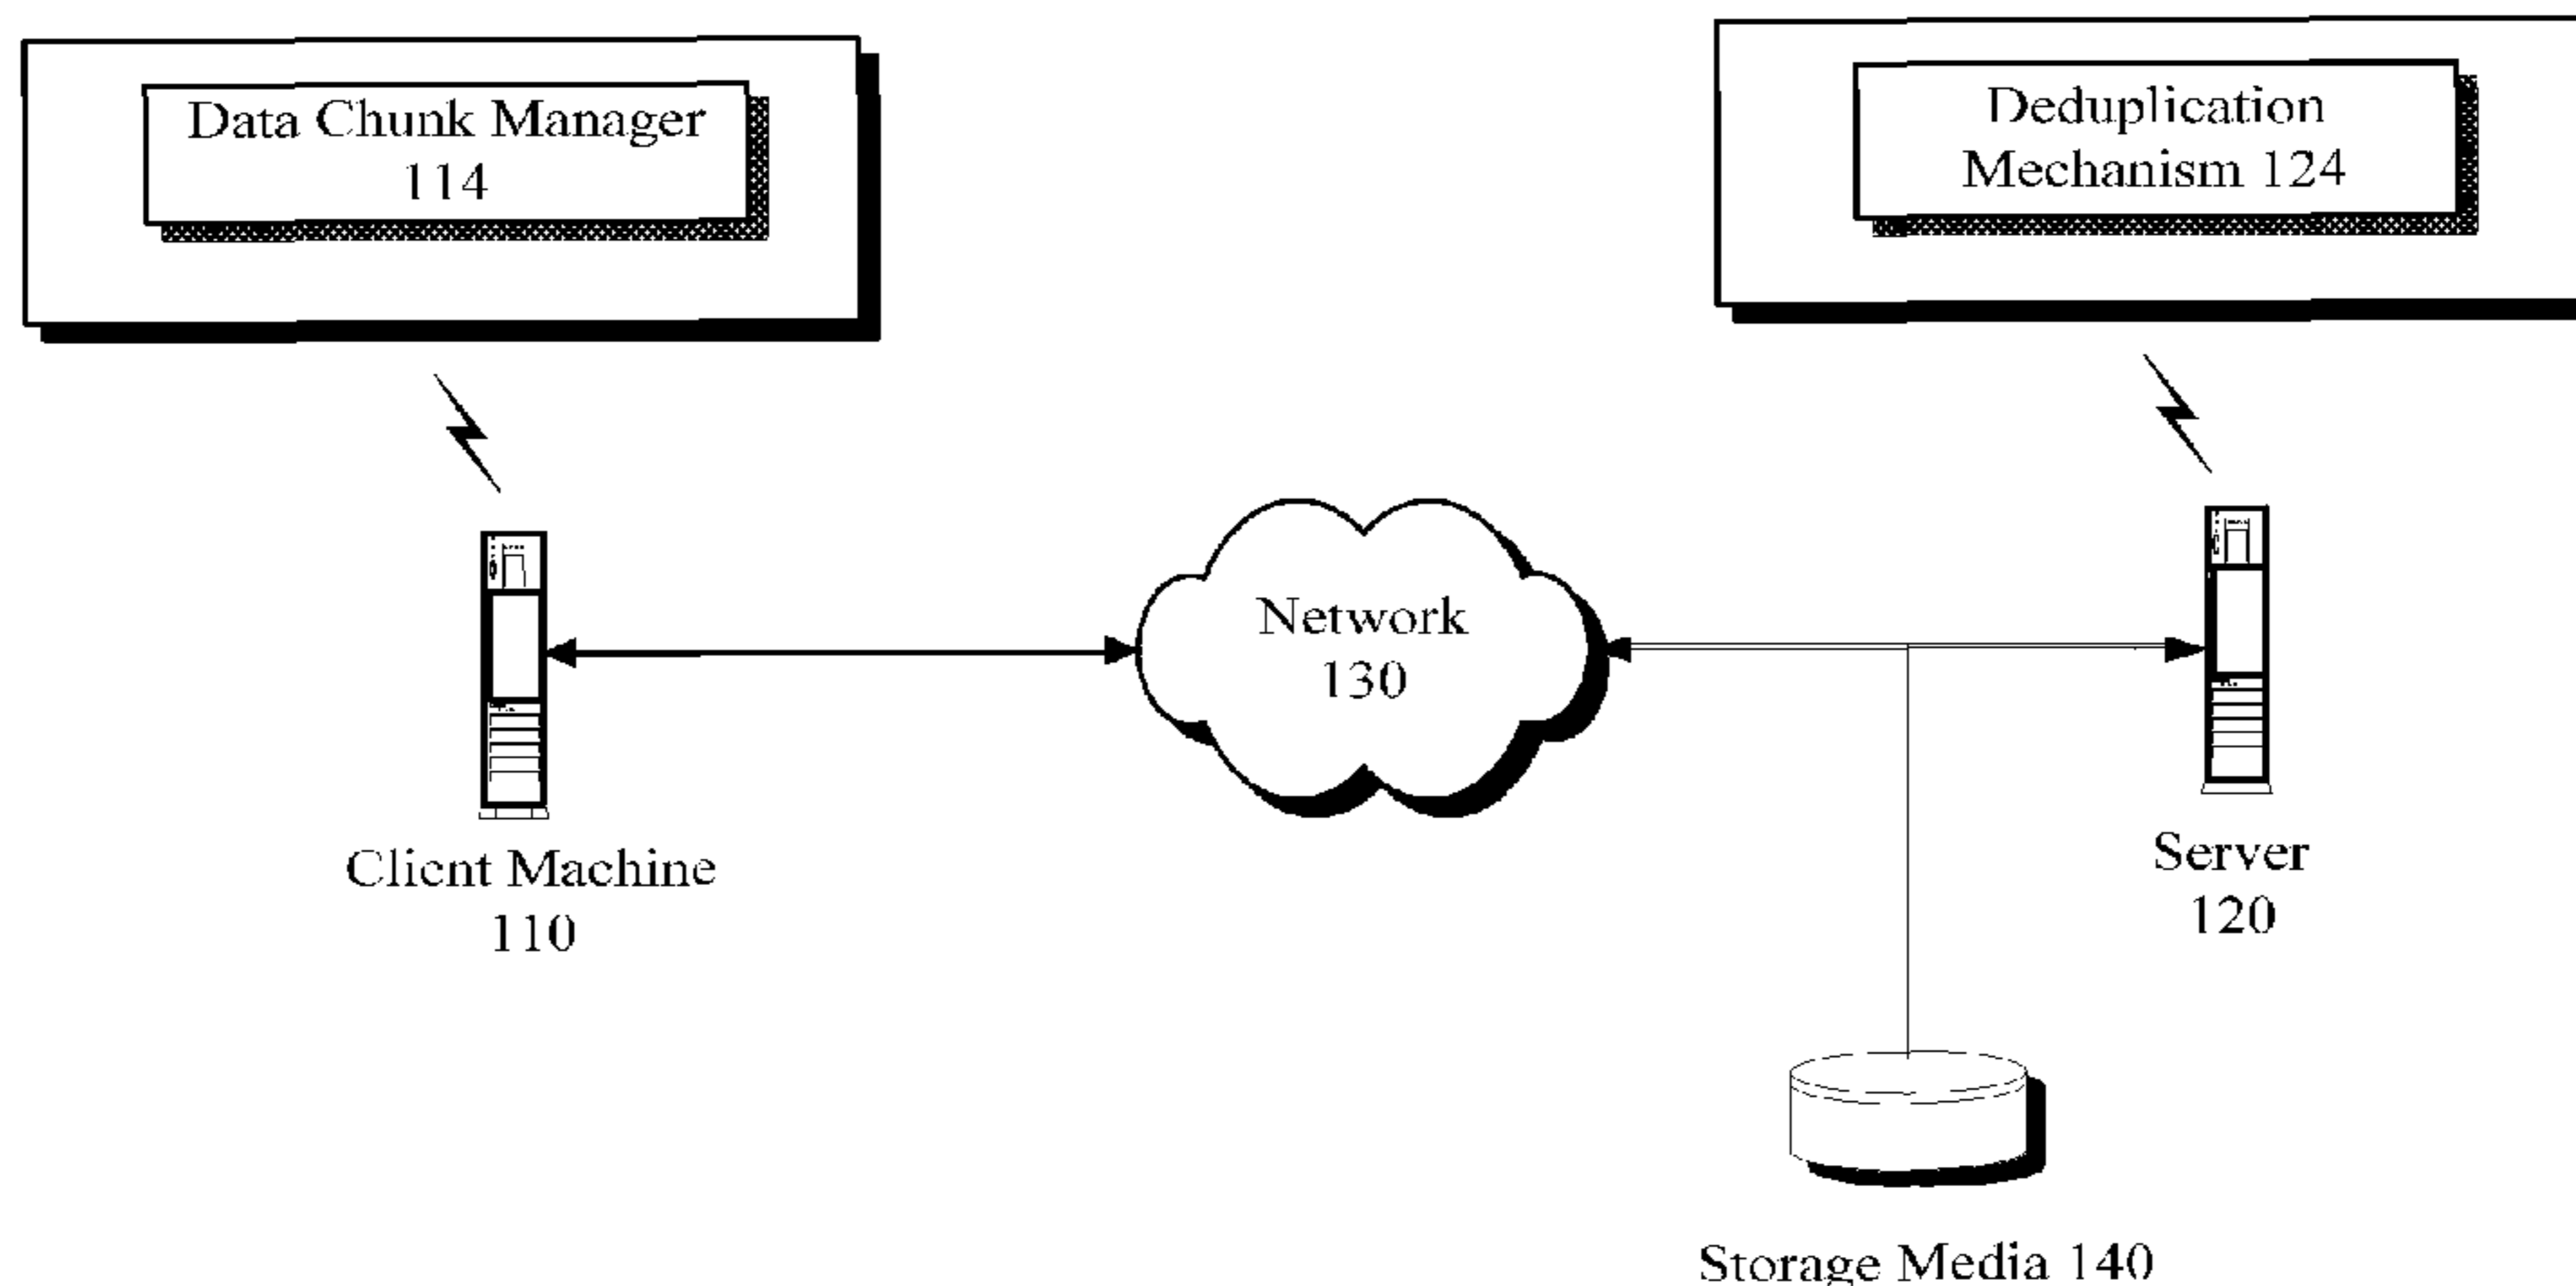 Data Chunk Manager
114
Deduplication
Mechanism 124
Network
130
Client Machine
110
Server
120
Storage Media 140